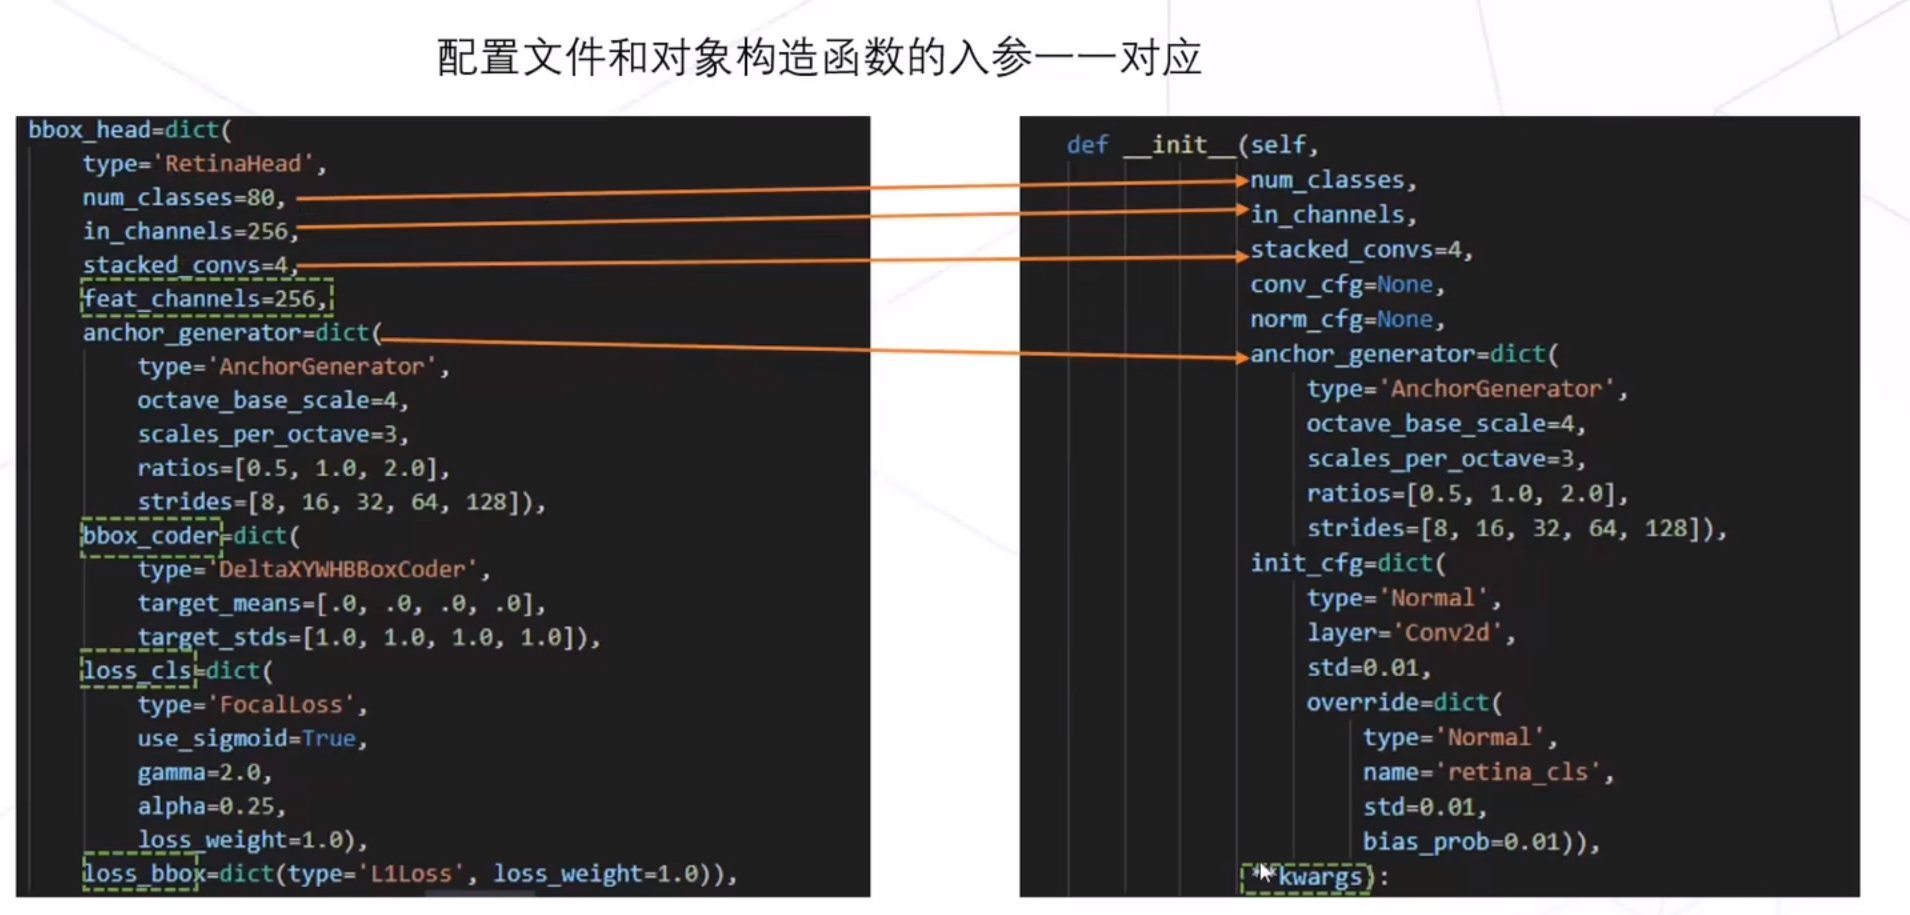 配置文件和对象构造函数的入参一一对应
bbox_head=dict(
    type='RetinaHead',
    num_classes=80,
    in_channels=256,
    stacked_convs=4,
    feat_channels=256,
    anchor_generator=dict(
        type='AnchorGenerator',
        octave_base_scale=4,
        scales_per_octave=3,
        ratios=[0.5, 1.0, 2.0],
        strides=[8, 16, 32, 64, 128]),
    bbox_coder=dict(
        type='DeltaXYWHBBoxCoder',
        target_means=[.0, .0, .0, .0],
        target_stds=[1.0, 1.0, 1.0, 1.0]),
    loss_cls=dict(
        type='FocalLoss',
        use_sigmoid=True,
        gamma=2.0,
        alpha=0.25,
        loss_weight=1.0),
    loss_bbox=dict(type='L1Loss', loss_weight=1.0)),
def __init__(self,
             num_classes,
             in_channels,
             stacked_convs=4,
             conv_cfg=None,
             norm_cfg=None,
             anchor_generator=dict(
                 type='AnchorGenerator',
                 octave_base_scale=4,
                 scales_per_octave=3,
                 ratios=[0.5, 1.0, 2.0],
                 strides=[8, 16, 32, 64, 128]),
             init_cfg=dict(
                 type='Normal',
                 layer='Conv2d',
                 std=0.01,
                 override=dict(
                     type='Normal',
                     name='retina_cls',
                     std=0.01,
                     bias_prob=0.01)),
             **kwargs):